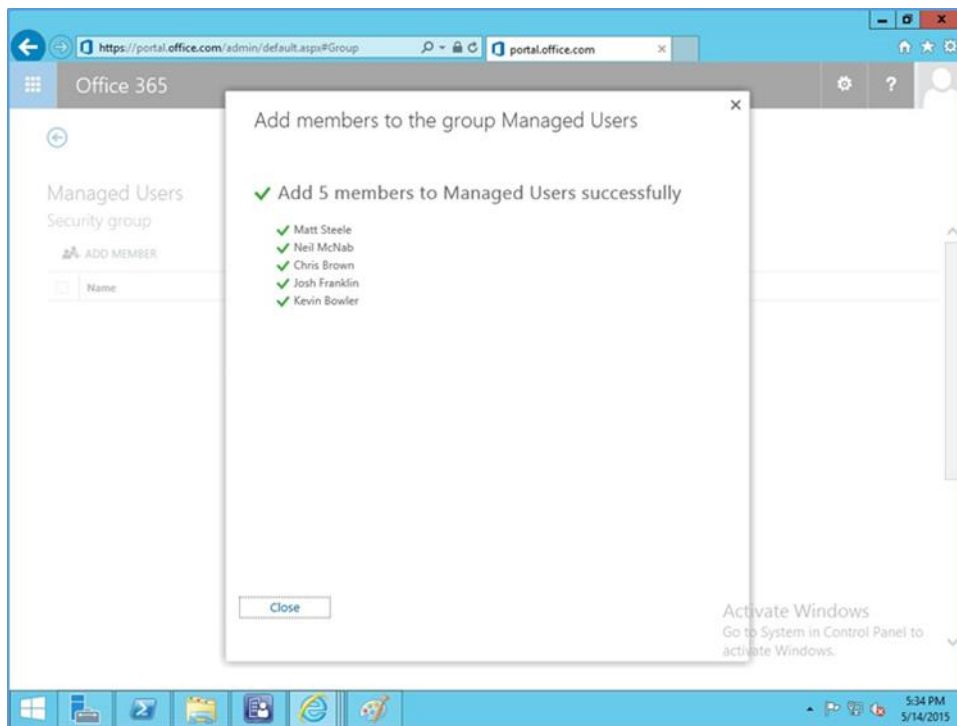 https://portal.office.com/admin/default.aspx#Group
portal.office.com
Office 365
?
Add members to the group Managed Users
Managed Users
Security group
ADD MEMBER
Name
Add 5 members to Managed Users successfully
Matt Steele
Neil McNab
Chris Brown
Josh Franklin
Kevin Bowler
Close
Activate Windows
Go to System in Control Panel to
activate Windows.
5:34 PM
5/14/2015